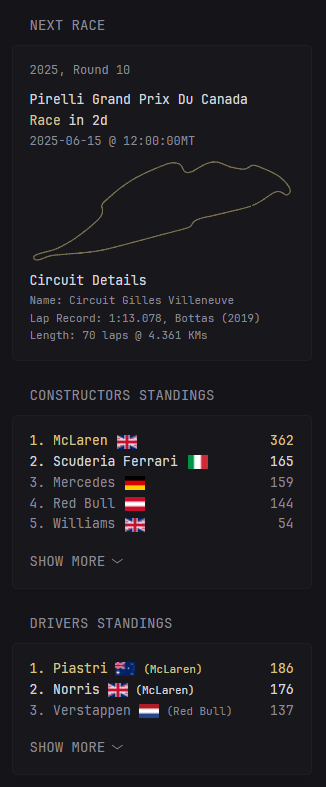 NEXT RACE
2025, Round 10
Pirelli Grand Prix Du Canada
Race in 2d
2025-06-15 @ 12:00:00MT
Circuit Details
Name: Circuit Gilles Villeneuve
Lap Record: 1:13.078, Bottas (2019)
Length: 70 laps @ 4.361 KMs
CONSTRUCTORS STANDINGS
1. McLaren 362
2. Scuderia Ferrari 165
3. Mercedes 159
4. Red Bull 144
5. Williams 54
SHOW MORE
DRIVERS STANDINGS
1. Piastri (McLaren) 186
2. Norris (McLaren) 176
3. Verstappen (Red Bull) 137
SHOW MORE